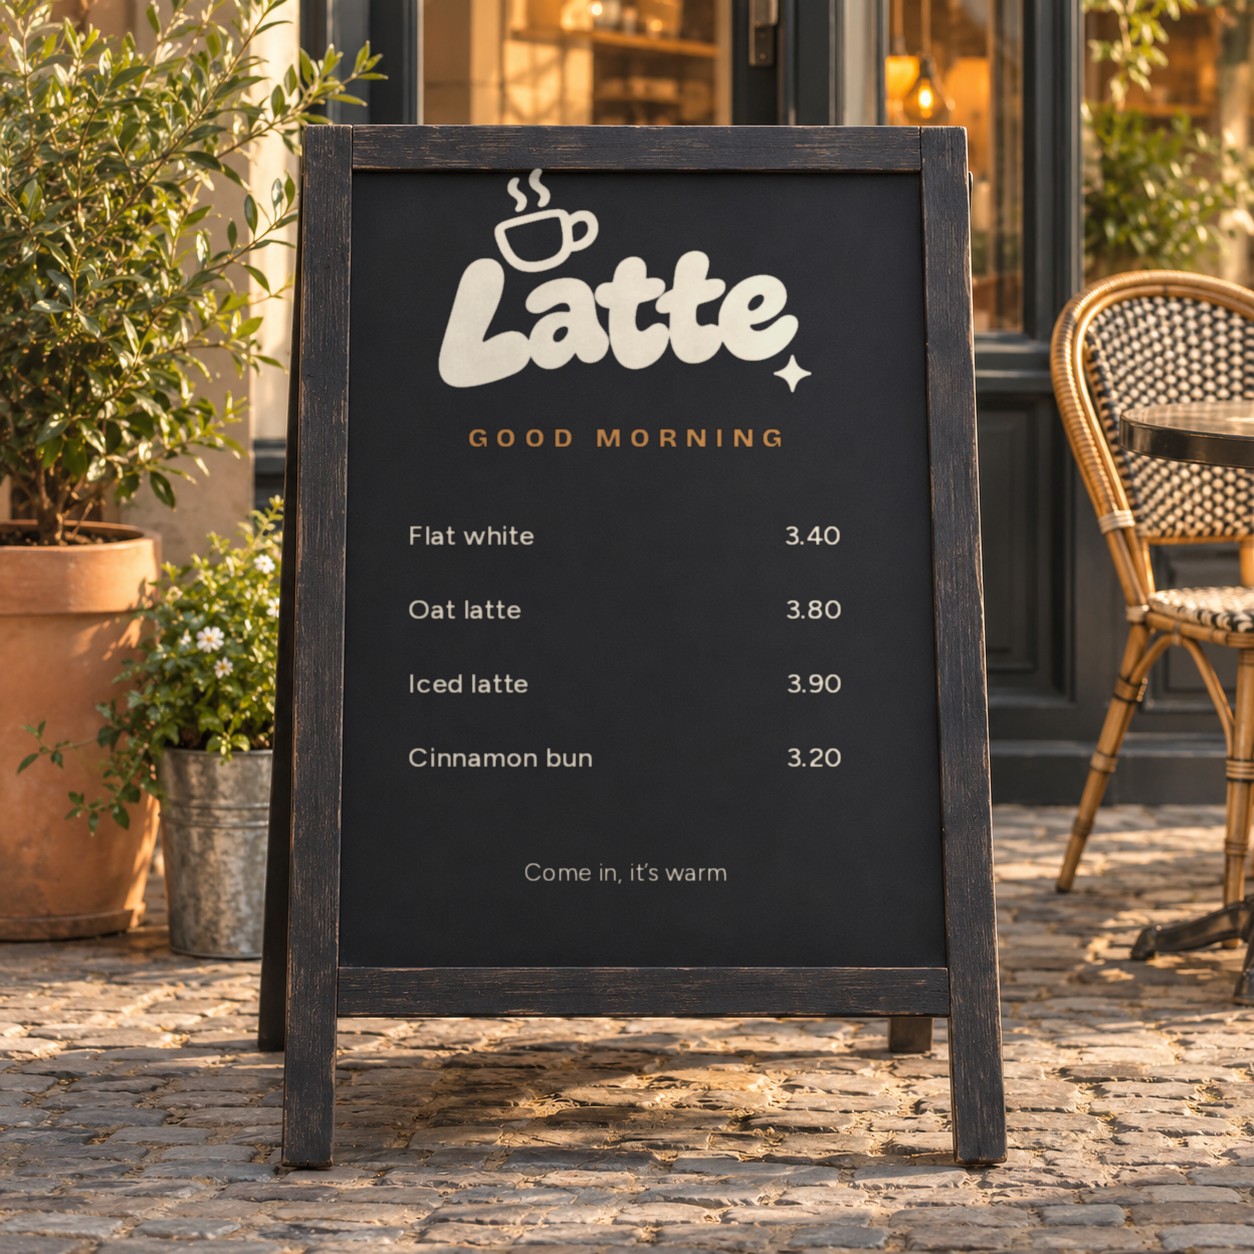 Latte
GOOD MORNING
Flat white 3.40
Oat latte 3.80
Iced latte 3.90
Cinnamon bun 3.20
Come in, it's warm